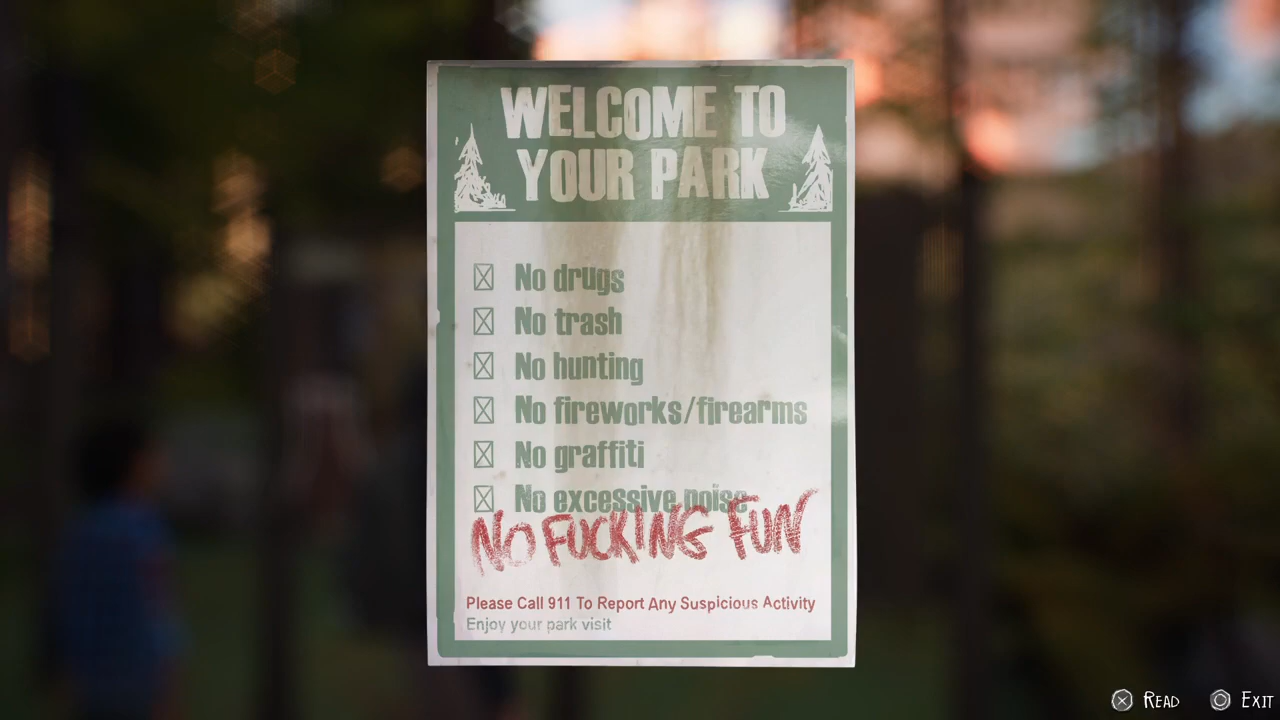 WELCOME TO
YOUR PARK
No drugs
No trash
No hunting
No fireworks/firearms
No graffiti
No excessive noise
NO FUCKING FUN
Please Call 911 To Report Any Suspicious Activity
Enjoy your park visit
READ EXIT